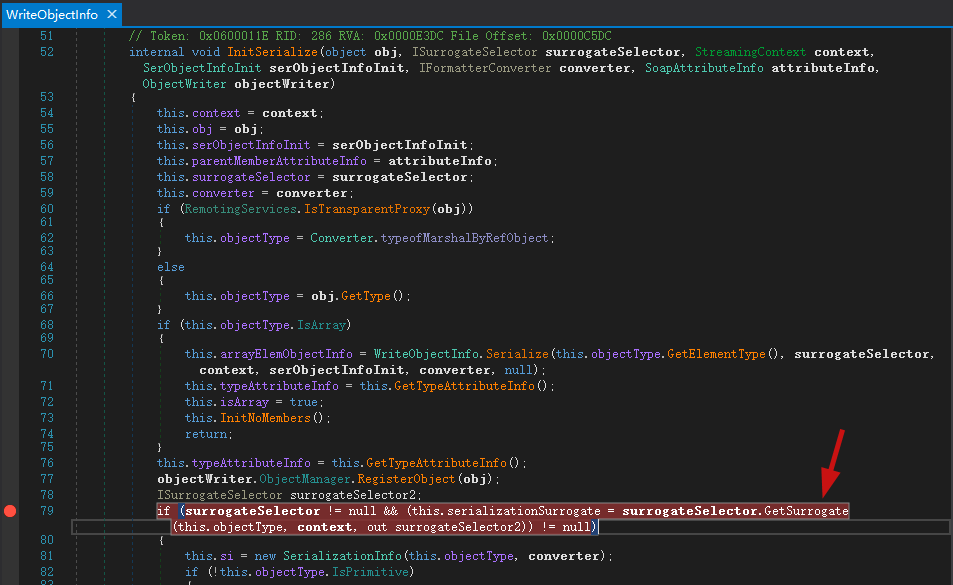 WriteObjectInfo ×
51 // Token: 0x0600011E RID: 286 RVA: 0x0000E3DC File Offset: 0x0000C5DC
52 internal void InitSerialize(object obj, ISurrogateSelector surrogateSelector, StreamingContext context,
SerObjectInfoInit serObjectInfoInit, IFormatterConverter converter, SoapAttributeInfo attributeInfo,
ObjectWriter objectWriter)
53 {
54 this.context = context;
55 this.obj = obj;
56 this.serObjectInfoInit = serObjectInfoInit;
57 this.parentMemberAttributeInfo = attributeInfo;
58 this.surrogateSelector = surrogateSelector;
59 this.converter = converter;
60 if (RemotingServices.IsTransparentProxy(obj))
61 {
62 this.objectType = Converter.typeofMarshalByRefObject;
63 }
64 else
65 {
66 this.objectType = obj.GetType();
67 }
68 if (this.objectType.IsArray)
69 {
70 this.arrayElemObjectInfo = WriteObjectInfo.Serialize(this.objectType.GetElementType(), surrogateSelector,
context, serObjectInfoInit, converter, null);
71 this.typeAttributeInfo = this.GetTypeAttributeInfo();
72 this.isArray = true;
73 this.InitNoMembers();
74 return;
75 }
76 this.typeAttributeInfo = this.GetTypeAttributeInfo();
77 objectWriter.ObjectManager.RegisterObject(obj);
78 ISurrogateSelector surrogateSelector2;
79 if (surrogateSelector != null && (this.serializationSurrogate = surrogateSelector.GetSurrogate
(this.objectType, context, out surrogateSelector2)) != null)
80 {
81 this.si = new SerializationInfo(this.objectType, converter);
82 if (!this.objectType.IsPrimitive)
83 {